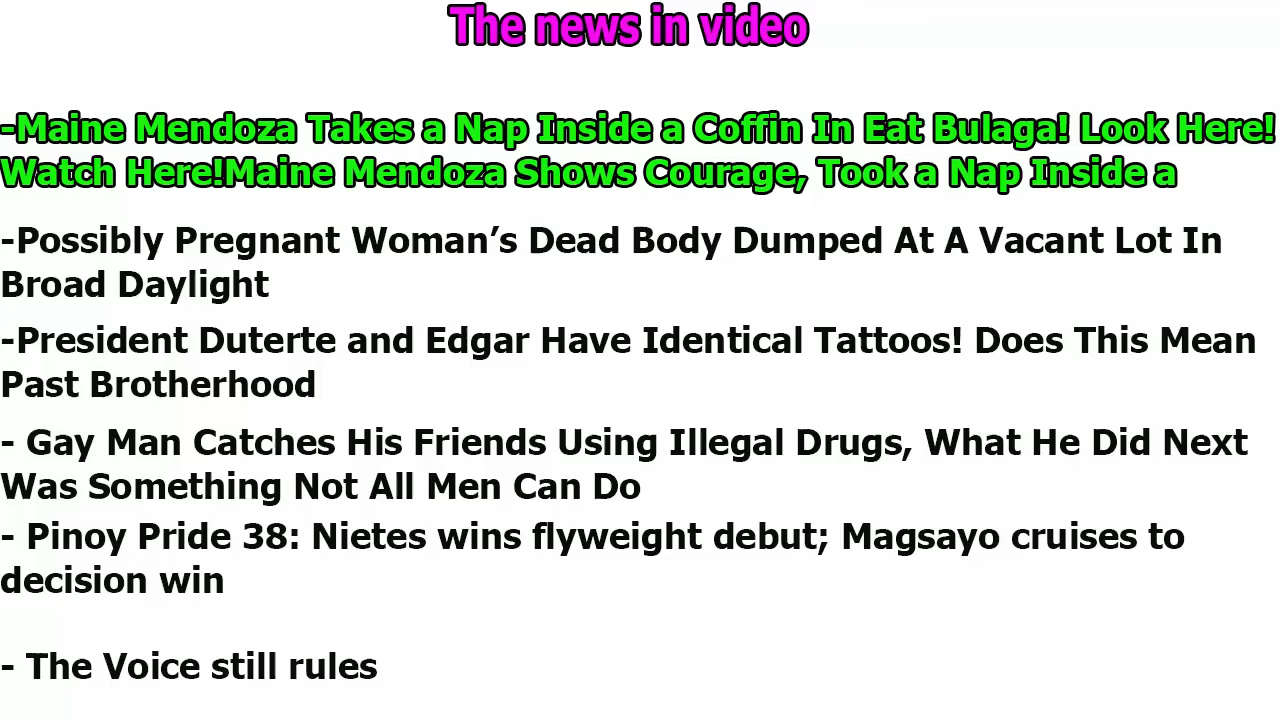 The news in video
-Maine Mendoza Takes a Nap Inside a Coffin In Eat Bulaga! Look Here!
Watch Here!Maine Mendoza Shows Courage, Took a Nap Inside a
-Possibly Pregnant Woman’s Dead Body Dumped At A Vacant Lot In
Broad Daylight
-President Duterte and Edgar Have Identical Tattoos! Does This Mean
Past Brotherhood
- Gay Man Catches His Friends Using Illegal Drugs, What He Did Next
Was Something Not All Men Can Do
- Pinoy Pride 38: Nietes wins flyweight debut; Magsayo cruises to
decision win
- The Voice still rules